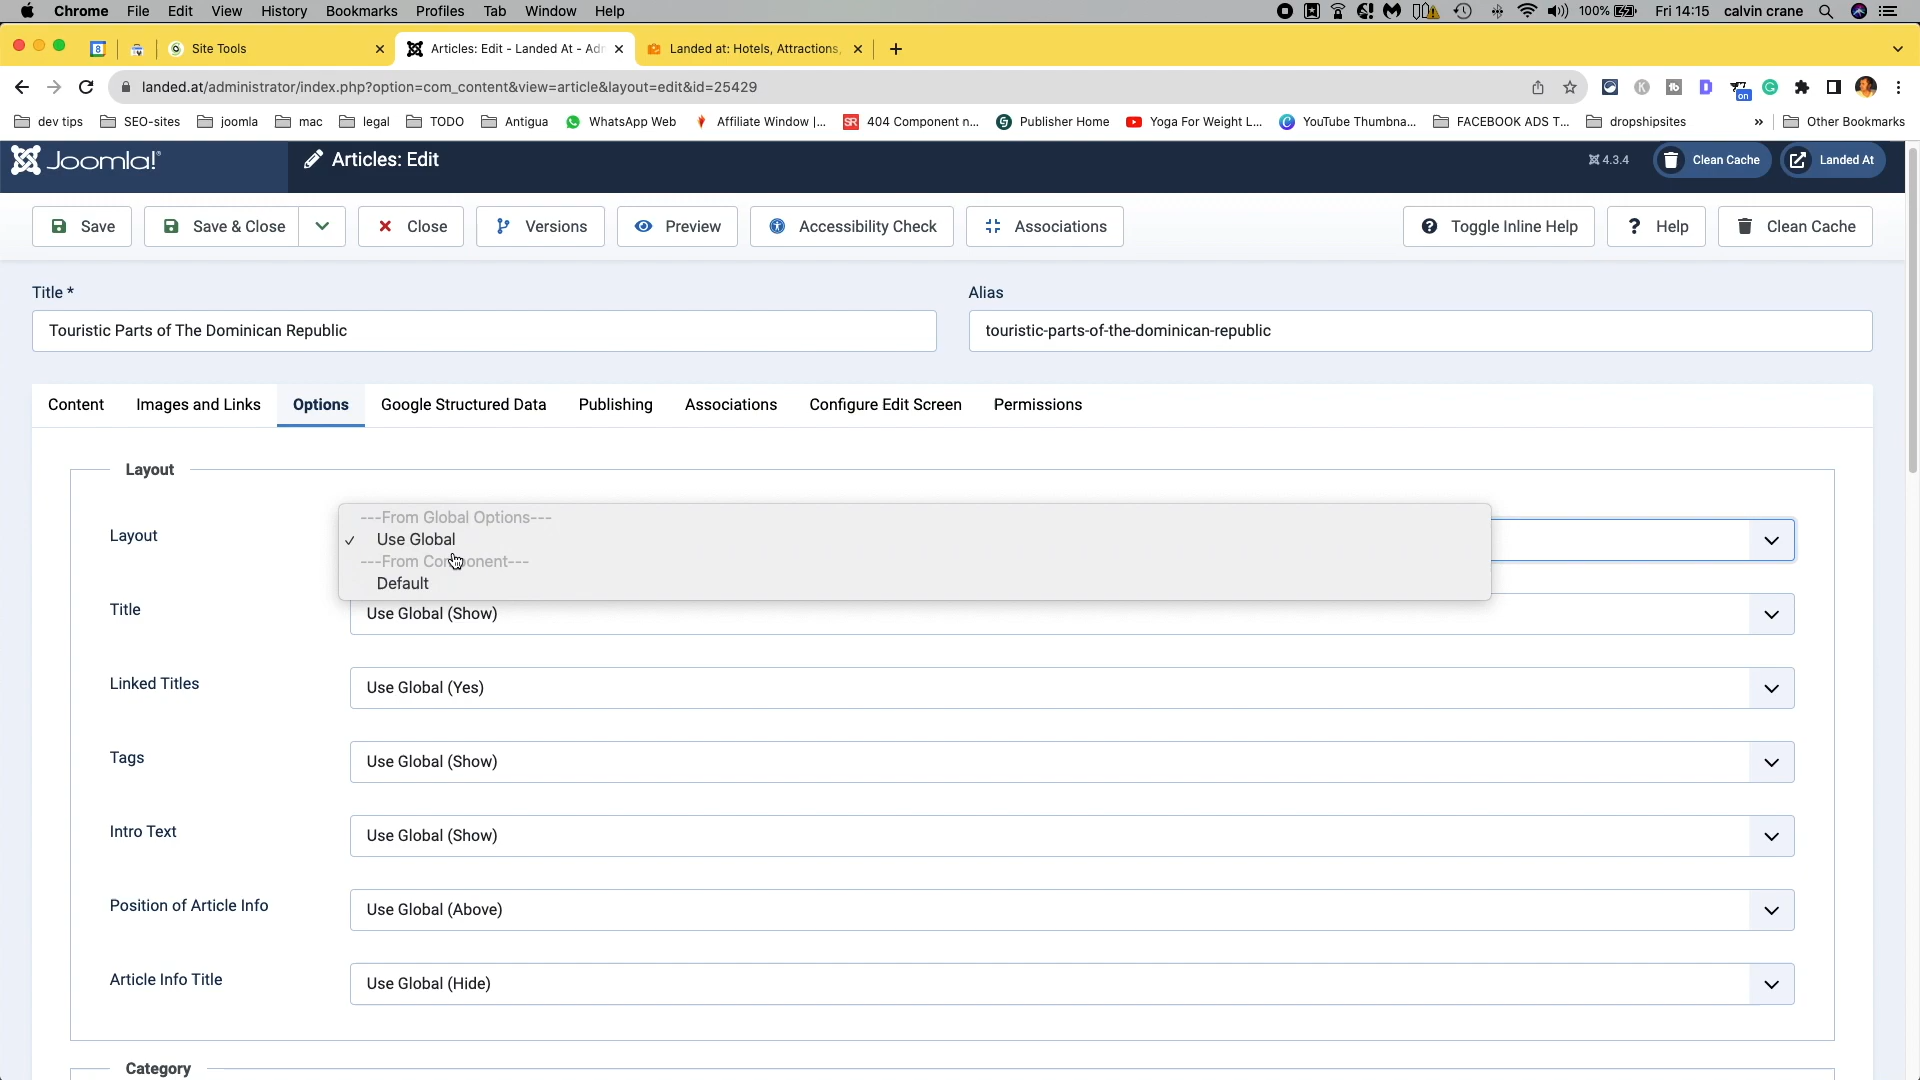 Chrome File Edit View History Bookmarks Profiles Tab Window Help 100% Fri 14:15 calvin crane
8 Site Tools Articles: Edit - Landed At - Adm Landed at: Hotels, Attractions,
landed.at/administrator/index.php?option=com_content&view=article&layout=edit&id=25429 on
dev tips SEO-sites joomla mac legal TODO Antigua WhatsApp Web Affiliate Window |... SR 404 Component n... Publisher Home Yoga For Weight L... YouTube Thumbna... FACEBOOK ADS T... dropshipsites » Other Bookmarks
Joomla!® Articles: Edit 4.3.4 Clean Cache Landed At
Save Save & Close Close Versions Preview Accessibility Check Associations Toggle Inline Help Help Clean Cache
Title * Alias
Touristic Parts of The Dominican Republic touristic-parts-of-the-dominican-republic
Content Images and Links Options Google Structured Data Publishing Associations Configure Edit Screen Permissions
Layout
---From Global Options---
Layout ✓ Use Global
---From Component---
Default
Title Use Global (Show)
Linked Titles Use Global (Yes)
Tags Use Global (Show)
Intro Text Use Global (Show)
Position of Article Info Use Global (Above)
Article Info Title Use Global (Hide)
Category